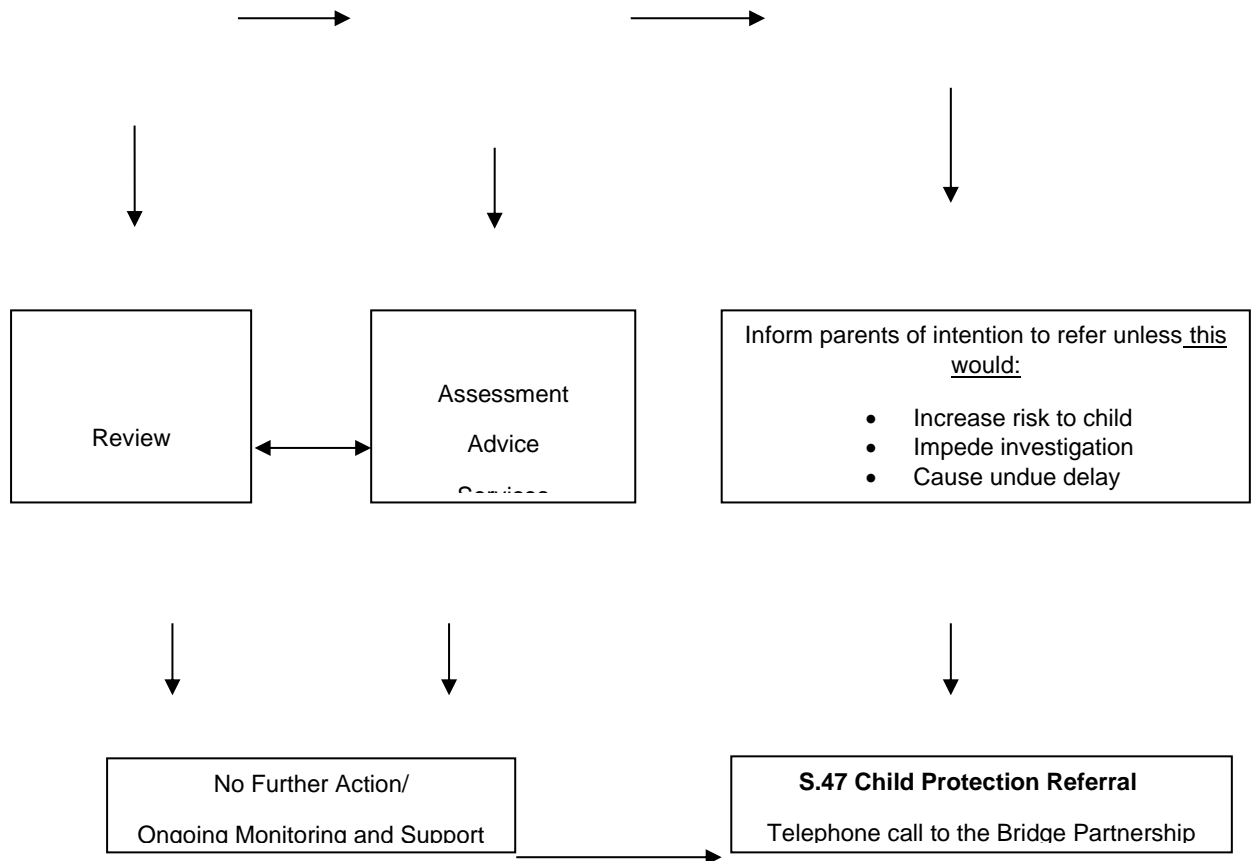 Review
Assessment
Advice
Services
Inform parents of intention to refer unless this
would:
• Increase risk to child
• Impede investigation
• Cause undue delay
No Further Action/
Ongoing Monitoring and Support
S.47 Child Protection Referral
Telephone call to the Bridge Partnership